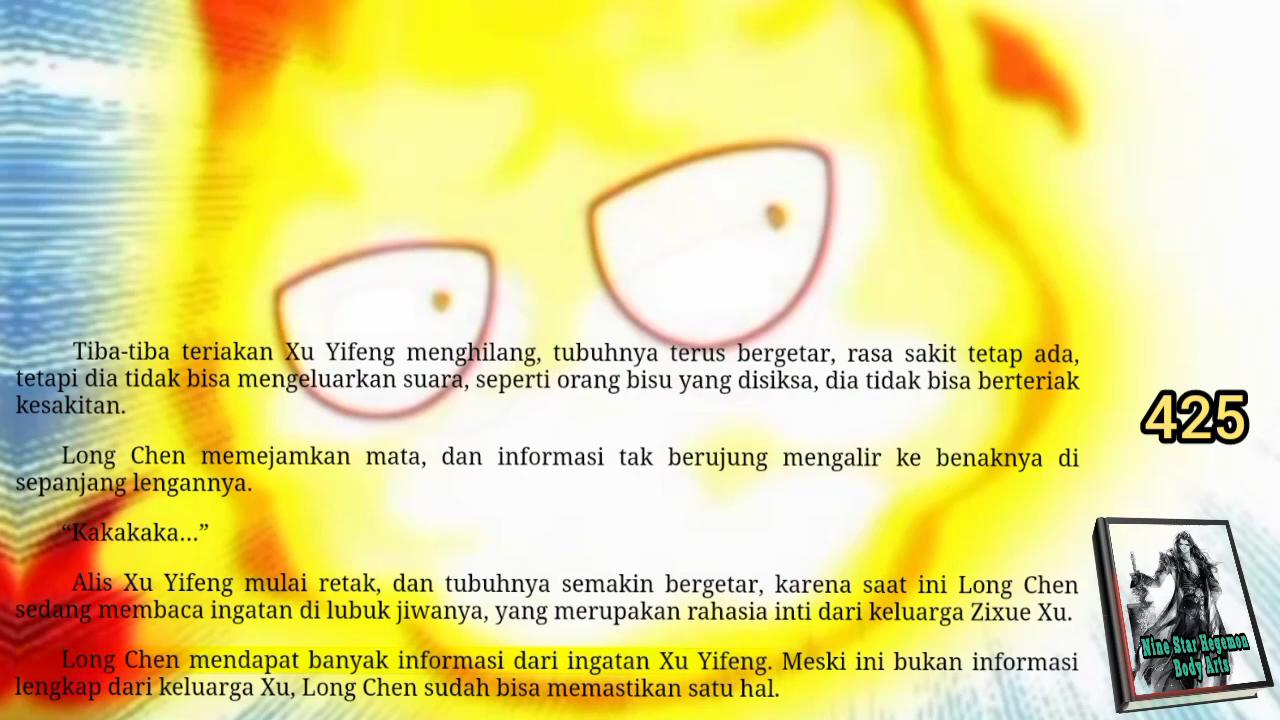 Tiba-tiba teriakan Xu Yifeng menghilang, tubuhnya terus bergetar, rasa sakit tetap ada,
tetapi dia tidak bisa mengeluarkan suara, seperti orang bisu yang disiksa, dia tidak bisa berteriak
kesakitan.
Long Chen memejamkan mata, dan informasi tak berujung mengalir ke benaknya di
sepanjang lengannya.
“Kakakaka...”
Alis Xu Yifeng mulai retak, dan tubuhnya semakin bergetar, karena saat ini Long Chen
sedang membaca ingatan di lubuk jiwanya, yang merupakan rahasia inti dari keluarga Zixue Xu.
Long Chen mendapat banyak informasi dari ingatan Xu Yifeng. Meski ini bukan informasi
lengkap dari keluarga Xu, Long Chen sudah bisa memastikan satu hal.
425
Nine Star Hegemon
Body Arts